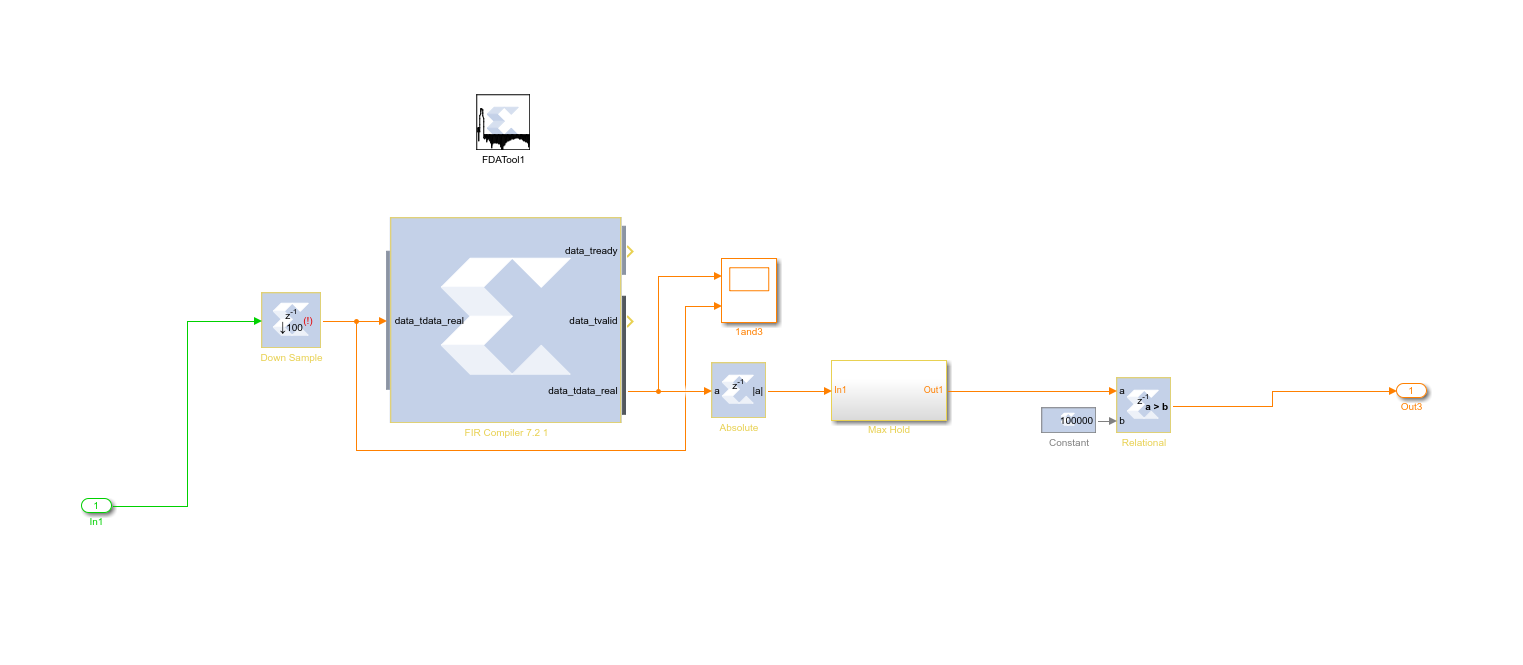 FDATool1
data_tready
data_tdata_real
data_tvalid
data_tdata_real
FIR Compiler 7.2 1
z-1
↓100(!)
Down Sample
1and3
a
z-1
|a|
Absolute
In1
Out1
Max Hold
100000
Constant
a
b
z-1
a > b
Relational
1
Out3
1
In1